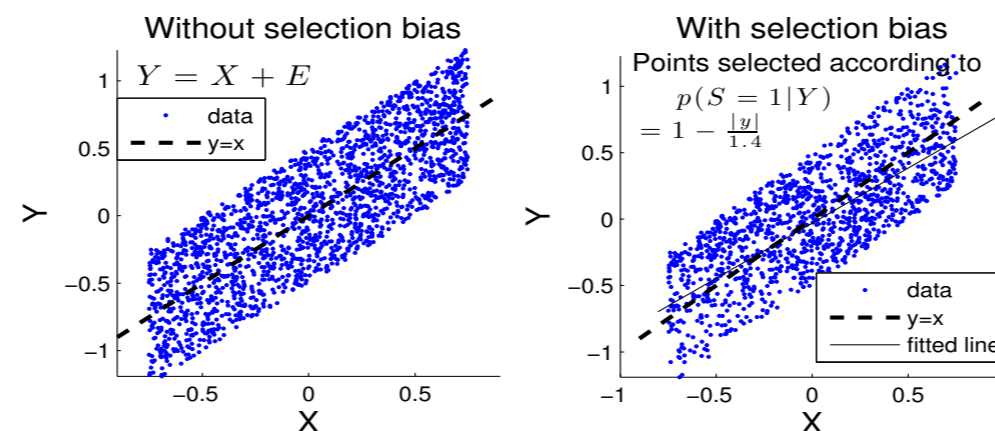 Without selection bias
Y = X + E
data
y=x
1
0.5
0
−0.5
−1
Y
−0.5
0
0.5
X
With selection bias
Points selected according to
p(S = 1|Y)
= 1 − |y|/1.4
1
0.5
0
−0.5
−1
Y
data
y=x
fitted line
−1
−0.5
0
0.5
X